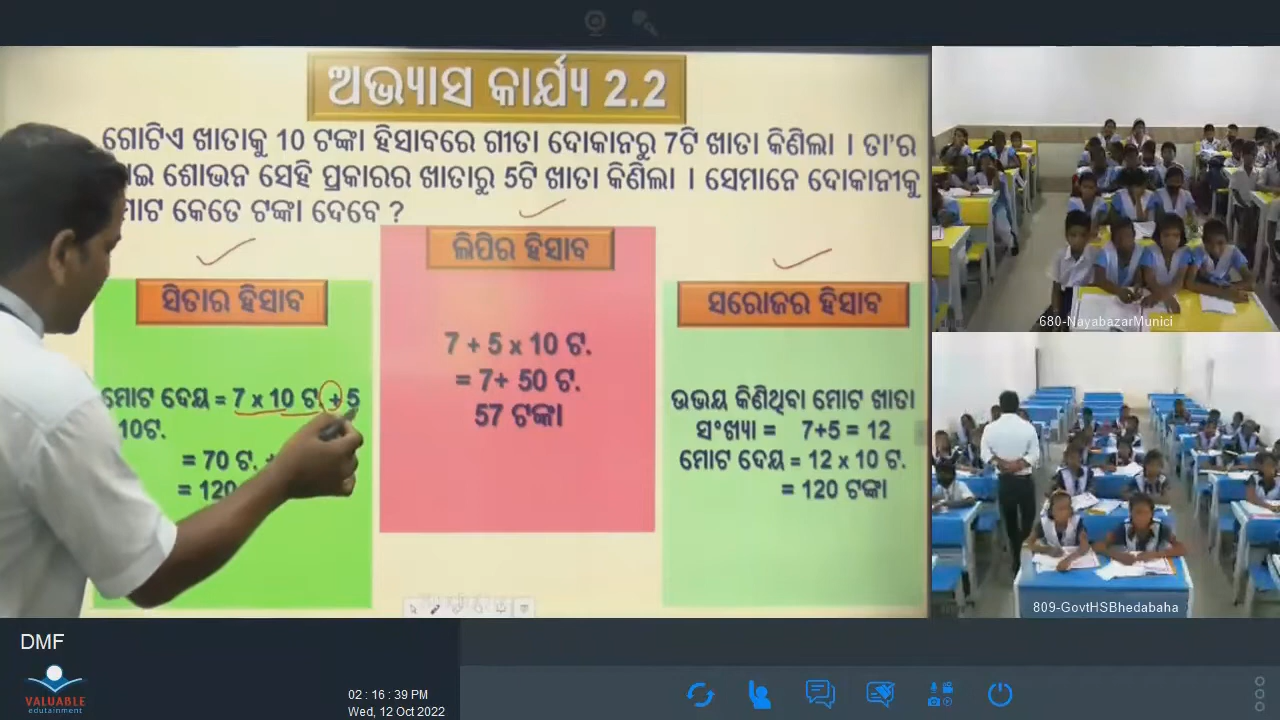 ଅଭ୍ୟାସ କାର୍ଯ୍ୟ 2.2
ଗୋଟିଏ ଖାତାକୁ 10 ଟଙ୍କା ହିସାବରେ ଗୀତା ଦୋକାନରୁ 7ଟି ଖାତା କିଣିଲା । ତା'ର
ଶୋଭନ ସେହି ପ୍ରକାରର ଖାତାରୁ 5ଟି ଖାତା କିଣିଲା । ସେମାନେ ଦୋକାନୀକୁ
କେତେ ଟଙ୍କା ଦେବେ ?
ସିତାର ହିସାବ
ମୋଟ ଦେୟ = 7 x 10 ଟ. + 5
10ଟ.
= 70 ଟ. +
= 120
ଲିପିର ହିସାବ
7 + 5 x 10 ଟ.
= 7+ 50 ଟ.
57 ଟଙ୍କା
ସରୋଜର ହିସାବ
ଉଭୟ କିଣିଥିବା ମୋଟ ଖାତା
ସଂଖ୍ୟା = 7+5 = 12
ମୋଟ ଦେୟ = 12 x 10 ଟ.
= 120 ଟଙ୍କା
680-NayabazarMunici
809-GovtHSBhedabaha
DMF
VALUABLE
edutainment
02 : 16 : 39 PM
Wed, 12 Oct 2022